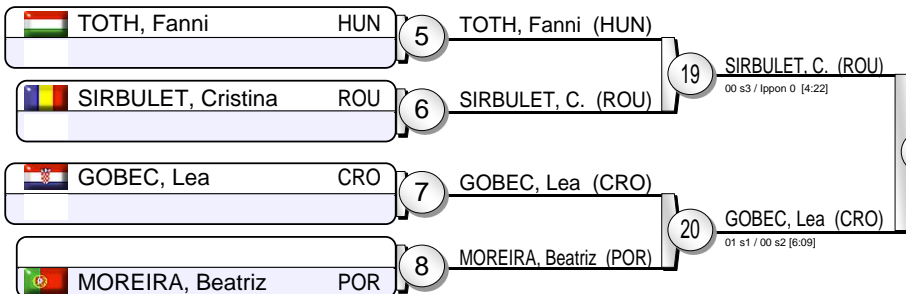 TOTH, Fanni HUN
5
TOTH, Fanni (HUN)
19
SIRBULET, C. (ROU)
00 s3 / Ippon 0 [4:22]
SIRBULET, Cristina ROU
6
SIRBULET, C. (ROU)
GOBEC, Lea CRO
7
GOBEC, Lea (CRO)
20
GOBEC, Lea (CRO)
01 s1 / 00 s2 [6:09]
MOREIRA, Beatriz POR
8
MOREIRA, Beatriz (POR)